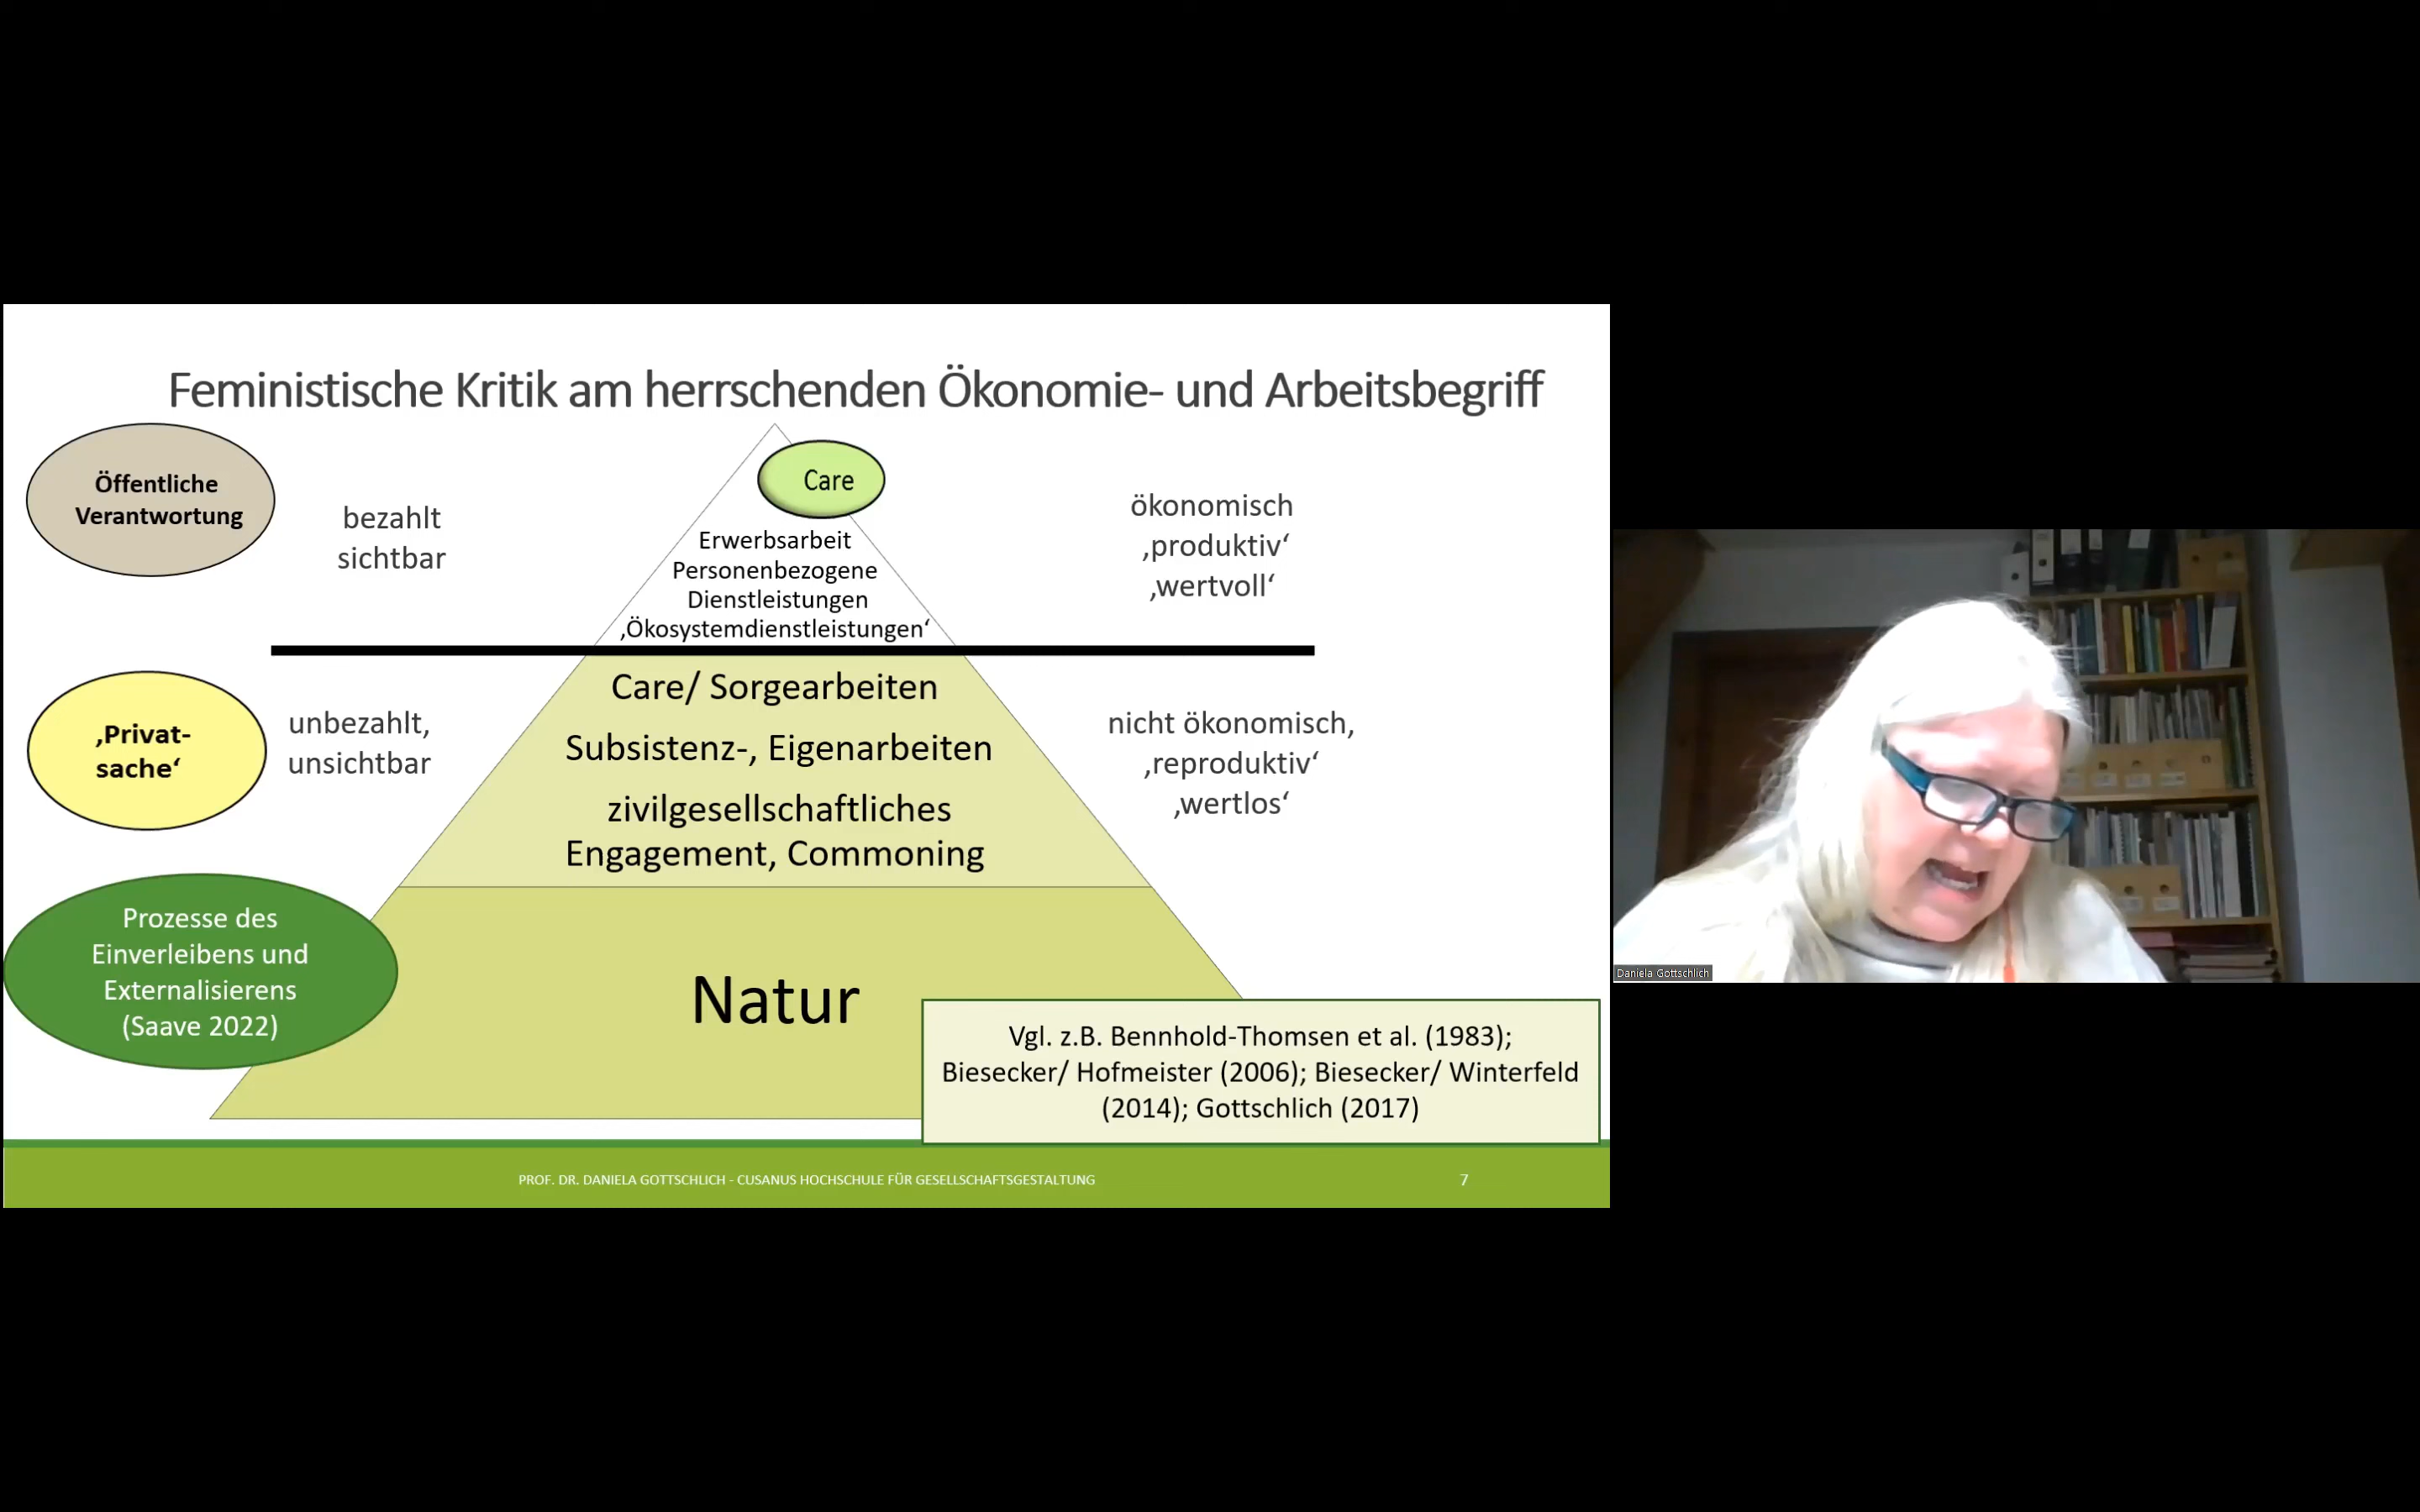 Feministische Kritik am herrschenden Ökonomie- und Arbeitsbegriff
Öffentliche
Verantwortung
bezahlt
sichtbar
Care
Erwerbsarbeit
Personenbezogene
Dienstleistungen
‚Ökosystemdienstleistungen‘
ökonomisch
‚produktiv‘
‚wertvoll‘
‚Privat-
sache‘
unbezahlt,
unsichtbar
Care/ Sorgearbeiten
Subsistenz-, Eigenarbeiten
zivilgesellschaftliches
Engagement, Commoning
nicht ökonomisch,
‚reproduktiv‘
‚wertlos‘
Prozesse des
Einverleibens und
Externalisierens
(Saave 2022)
Natur
Vgl. z.B. Bennhold-Thomsen et al. (1983);
Biesecker/ Hofmeister (2006); Biesecker/ Winterfeld
(2014); Gottschlich (2017)
PROF. DR. DANIELA GOTTSCHLICH - CUSANUS HOCHSCHULE FÜR GESELLSCHAFTSGESTALTUNG
7
Daniela Gottschlich